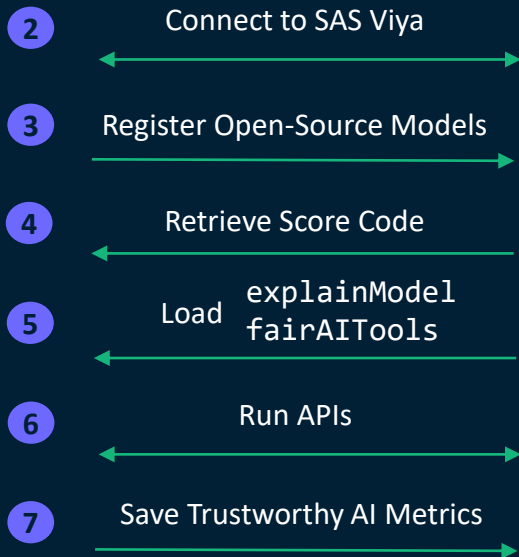 2 Connect to SAS Viya
3 Register Open-Source Models
4 Retrieve Score Code
5 Load explainModel
fairAITools
6 Run APIs
7 Save Trustworthy AI Metrics